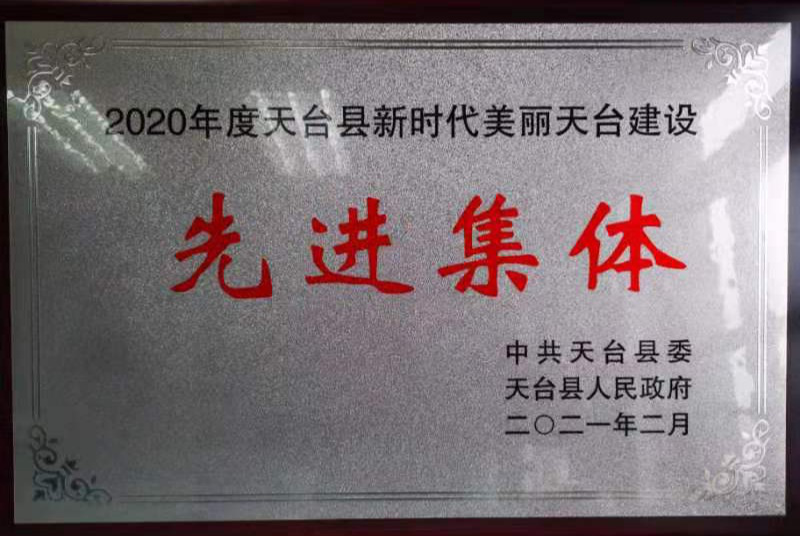 2020年度天台县新时代美丽天台建设
先进集体
中共天台县委
天台县人民政府
二〇二一年二月